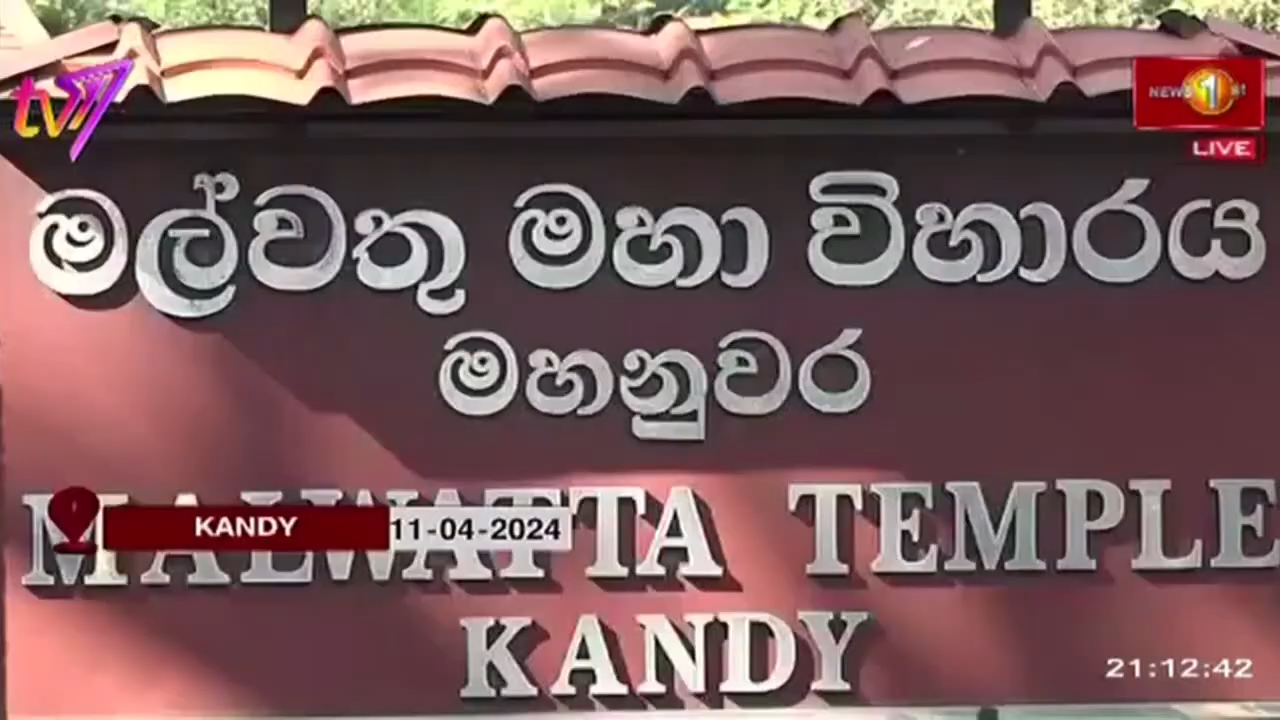 tv1
NEWS 1st
LIVE
මල්වතු මහා විහාරය
මහනුවර
MALWATTA TEMPLE
KANDY 11-04-2024
KANDY
21:12:42